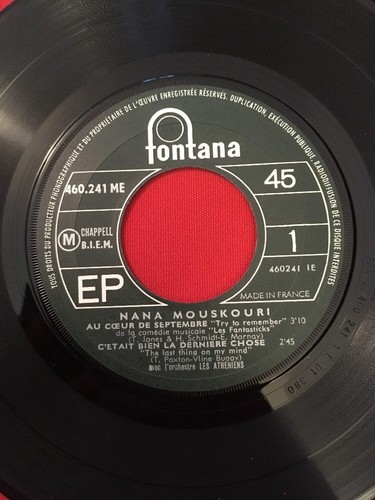 TOUS DROITS DU PRODUCTEUR PHONOGRAPHIQUE ET DU PROPRIÉTAIRE DE L'ŒUVRE ENREGISTRÉE RÉSERVÉS. DUPLICATION, EXÉCUTION PUBLIQUE, RADIODIFFUSION DE CE DISQUE INTERDITES
fontana
460.241 ME
45
M CHAPPELL
B.I.E.M.
1
460241 1E
EP
MADE IN FRANCE
NANA MOUSKOURI
AU CŒUR DE SEPTEMBRE "Try to remember" 3'10
de la comédie musicale "Les Fantasticks"
(T. Jones & H. Schmidt-E. Marnay)
C'ETAIT BIEN LA DERNIERE CHOSE 2'45
"The last thing on my mind"
(T. Paxton-Vline Buggy)
avec l'orchestre LES ATHENIENS